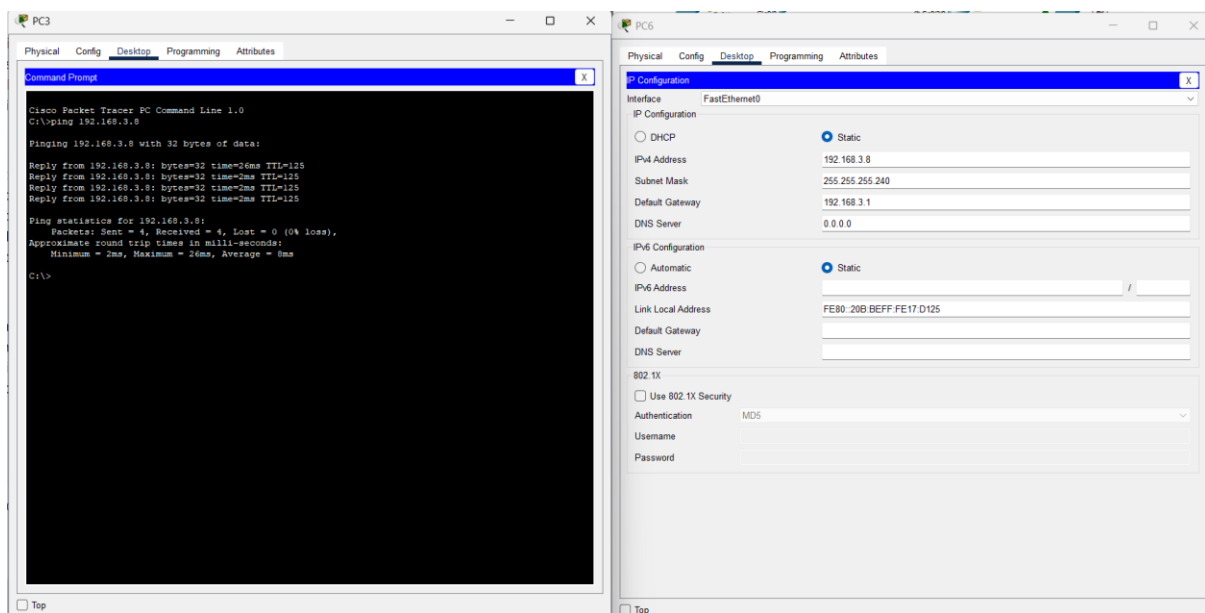 PC3
Physical Config Desktop Programming Attributes
Command Prompt X
Cisco Packet Tracer PC Command Line 1.0
C:\>ping 192.168.3.8
Pinging 192.168.3.8 with 32 bytes of data:
Reply from 192.168.3.8: bytes=32 time=26ms TTL=125
Reply from 192.168.3.8: bytes=32 time=2ms TTL=125
Reply from 192.168.3.8: bytes=32 time=2ms TTL=125
Reply from 192.168.3.8: bytes=32 time=2ms TTL=125
Ping statistics for 192.168.3.8:
Packets: Sent = 4, Received = 4, Lost = 0 (0% loss),
Approximate round trip times in milli-seconds:
Minimum = 2ms, Maximum = 26ms, Average = 8ms
C:\>
Top
PC6
Physical Config Desktop Programming Attributes
IP Configuration X
Interface FastEthernet0
IP Configuration
DHCP Static
IPv4 Address 192.168.3.8
Subnet Mask 255.255.255.240
Default Gateway 192.168.3.1
DNS Server 0.0.0.0
IPv6 Configuration
Automatic Static
IPv6 Address /
Link Local Address FE80::20B:BEFF:FE17:D125
Default Gateway
DNS Server
802.1X
Use 802.1X Security
Authentication MD5
Username
Password
Top